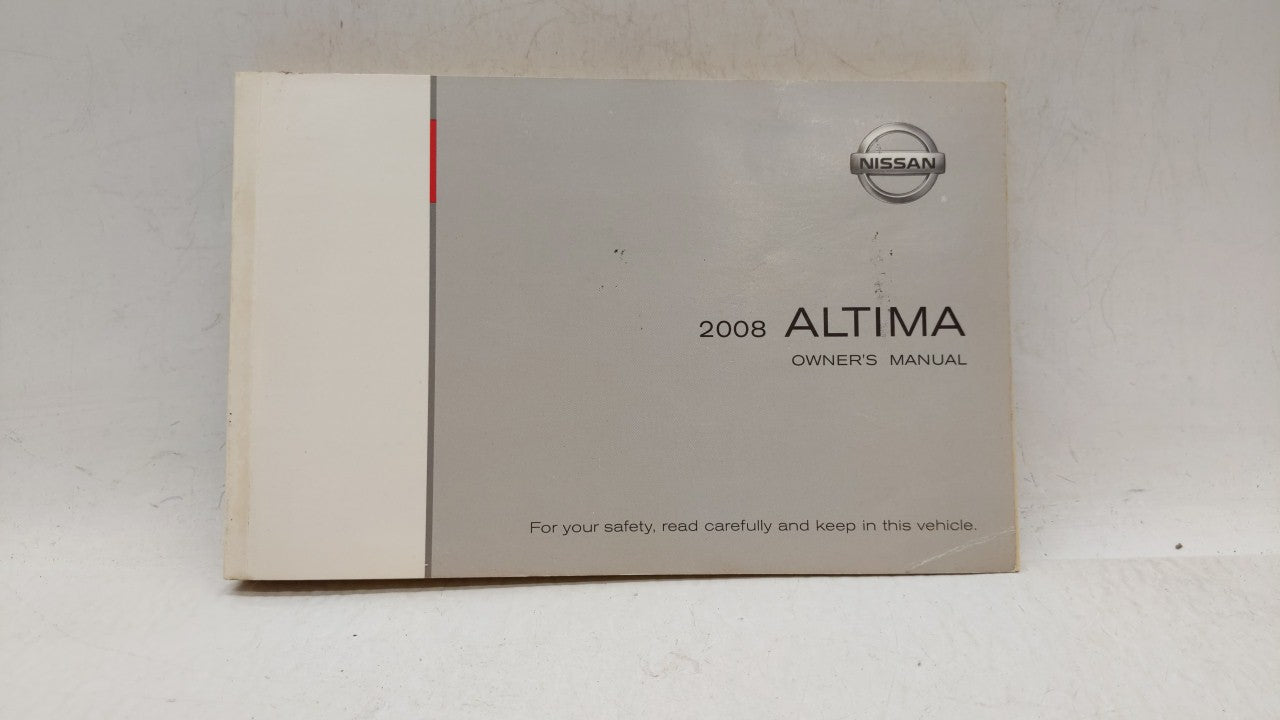 NISSAN
2008 ALTIMA
OWNER'S MANUAL
For your safety, read carefully and keep in this vehicle.